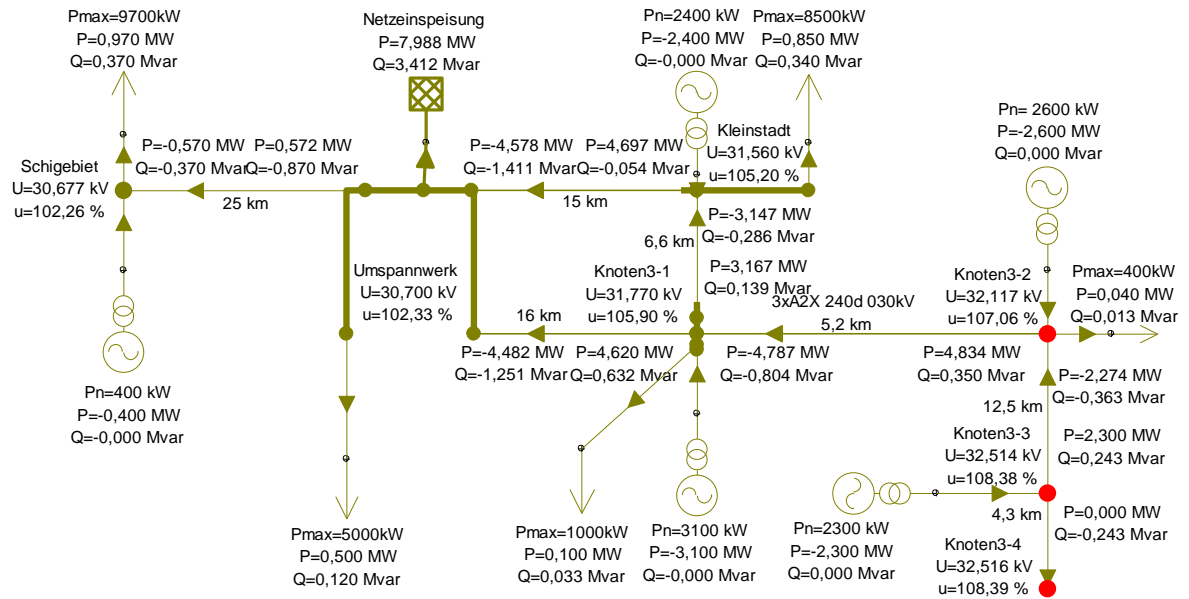 Pmax=9700kW
P=0,970 MW
Q=0,370 Mvar
Netzeinspeisung
P=7,988 MW
Q=3,412 Mvar
Pn=2400 kW
P=-2,400 MW
Q=-0,000 Mvar
Pmax=8500kW
P=0,850 MW
Q=0,340 Mvar
Pn= 2600 kW
P=-2,600 MW
Q=0,000 Mvar
Schigebiet
U=30,677 kV
u=102,26 %
P=-0,570 MW
Q=-0,370 Mvar
P=0,572 MW
Q=-0,870 Mvar
25 km
P=-4,578 MW
Q=-1,411 Mvar
P=4,697 MW
Q=-0,054 Mvar
15 km
Kleinstadt
U=31,560 kV
u=105,20 %
P=-3,147 MW
Q=-0,286 Mvar
6,6 km
P=3,167 MW
Q=0,139 Mvar
Umspannwerk
U=30,700 kV
u=102,33 %
Knoten3-1
U=31,770 kV
u=105,90 %
16 km
3xA2X 240d 030kV
5,2 km
Knoten3-2
U=32,117 kV
u=107,06 %
Pmax=400kW
P=0,040 MW
Q=0,013 Mvar
P=-4,482 MW
Q=-1,251 Mvar
P=4,620 MW
Q=0,632 Mvar
P=-4,787 MW
Q=-0,804 Mvar
P=4,834 MW
Q=0,350 Mvar
P=-2,274 MW
Q=-0,363 Mvar
12,5 km
Pn=400 kW
P=-0,400 MW
Q=-0,000 Mvar
Knoten3-3
U=32,514 kV
u=108,38 %
P=2,300 MW
Q=0,243 Mvar
4,3 km
P=0,000 MW
Q=-0,243 Mvar
Pmax=5000kW
P=0,500 MW
Q=0,120 Mvar
Pmax=1000kW
P=0,100 MW
Q=0,033 Mvar
Pn=3100 kW
P=-3,100 MW
Q=-0,000 Mvar
Pn=2300 kW
P=-2,300 MW
Q=0,000 Mvar
Knoten3-4
U=32,516 kV
u=108,39 %